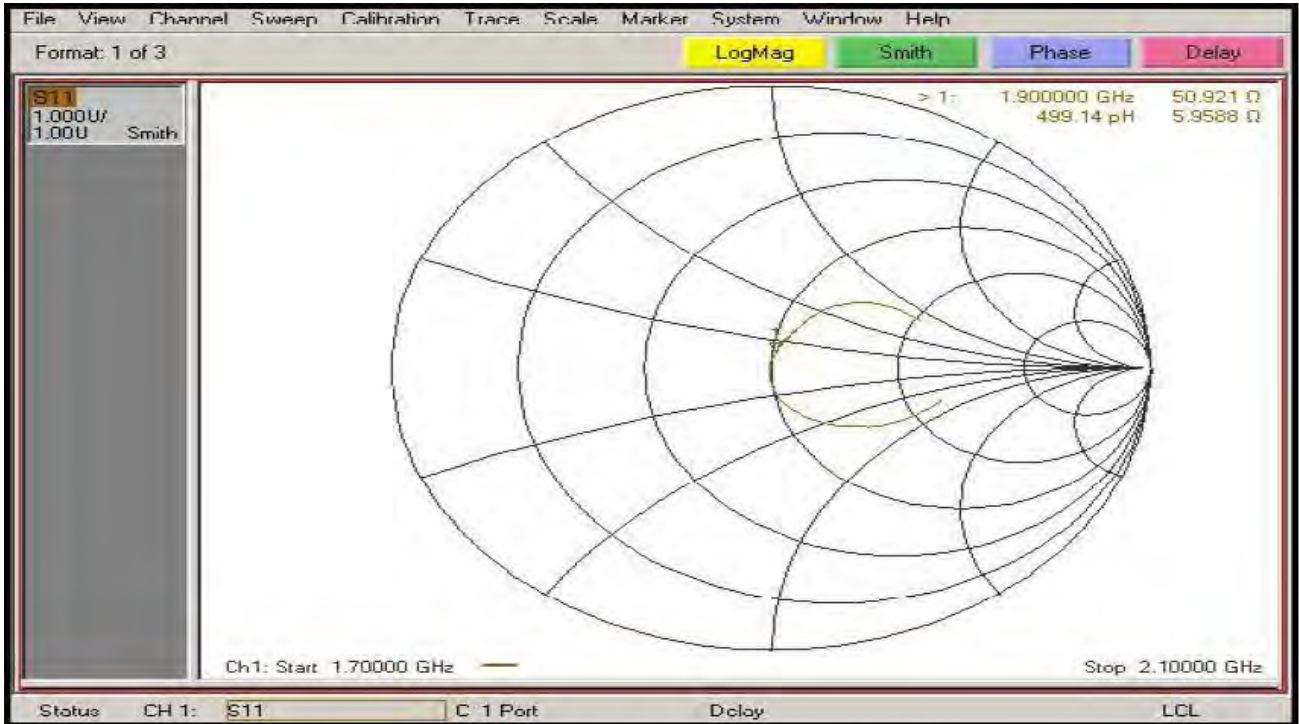 File View Channel Sweep Calibration Trace Scale Marker System Window Help
Format: 1 of 3 LogMag Smith Phase Delay
S11
1.000U/
1.00U Smith
> 1: 1.900000 GHz 50.921 Ω
499.14 pH 5.9588 Ω
1
Ch1: Start 1.70000 GHz Stop 2.10000 GHz
Status CH 1: S11 C 1 Port Delay LCL